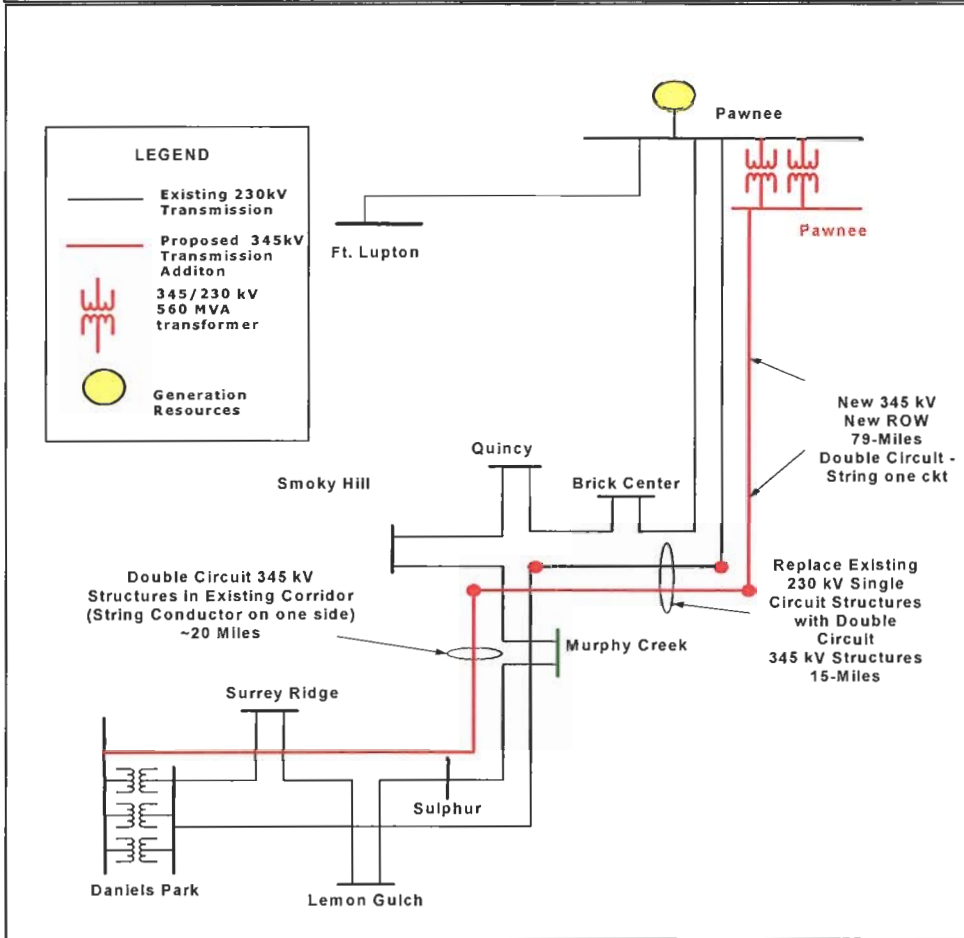 Pawnee
LEGEND
Existing 230kV
Transmission
Proposed 345kV
Transmission
Additon
345/230 kV
560 MVA
transformer
Generation
Resources
Ft. Lupton
Pawnee
New 345 kV
New ROW
79-Miles
Double Circuit -
String one ckt
Quincy
Smoky Hill
Brick Center
Double Circuit 345 kV
Structures in Existing Corridor
(String Conductor on one side)
~20 Miles
Replace Existing
230 kV Single
Circuit Structures
with Double
Circuit
345 kV Structures
15-Miles
Murphy Creek
Surrey Ridge
Sulphur
Daniels Park
Lemon Gulch